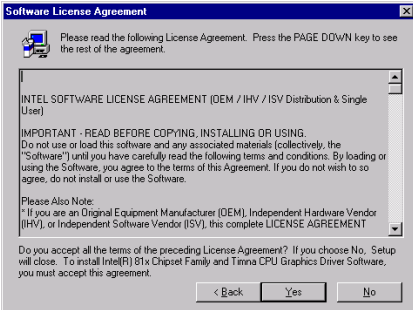 Software License Agreement
Please read the following License Agreement. Press the PAGE DOWN key to see
the rest of the agreement.
INTEL SOFTWARE LICENSE AGREEMENT (OEM / IHV / ISV Distribution & Single
User)
IMPORTANT - READ BEFORE COPYING, INSTALLING OR USING.
Do not use or load this software and any associated materials (collectively, the
"Software") until you have carefully read the following terms and conditions. By loading or
using the Software, you agree to the terms of this Agreement. If you do not wish to so
agree, do not install or use the Software.
Please Also Note:
* If you are an Original Equipment Manufacturer (OEM), Independent Hardware Vendor
(IHV), or Independent Software Vendor (ISV), this complete LICENSE AGREEMENT
Do you accept all the terms of the preceding License Agreement? If you choose No, Setup
will close. To install Intel(R) 81x Chipset Family and Timna CPU Graphics Driver Software,
you must accept this agreement.
< Back
Yes
No